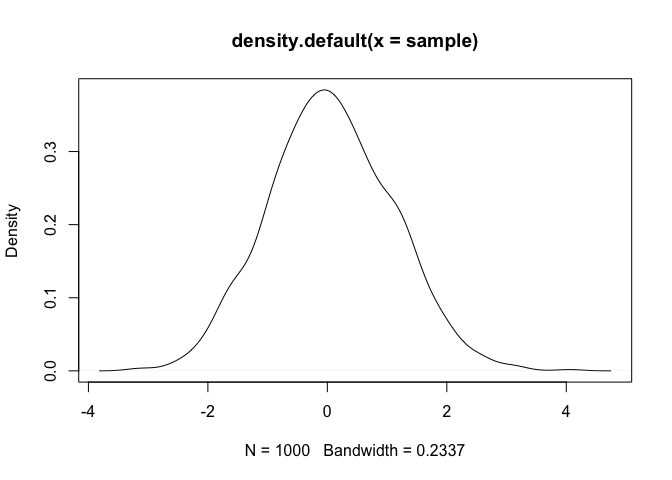 density.default(x = sample)
Density
0.3
0.2
0.1
0.0
-4 -2 0 2 4
N = 1000 Bandwidth = 0.2337